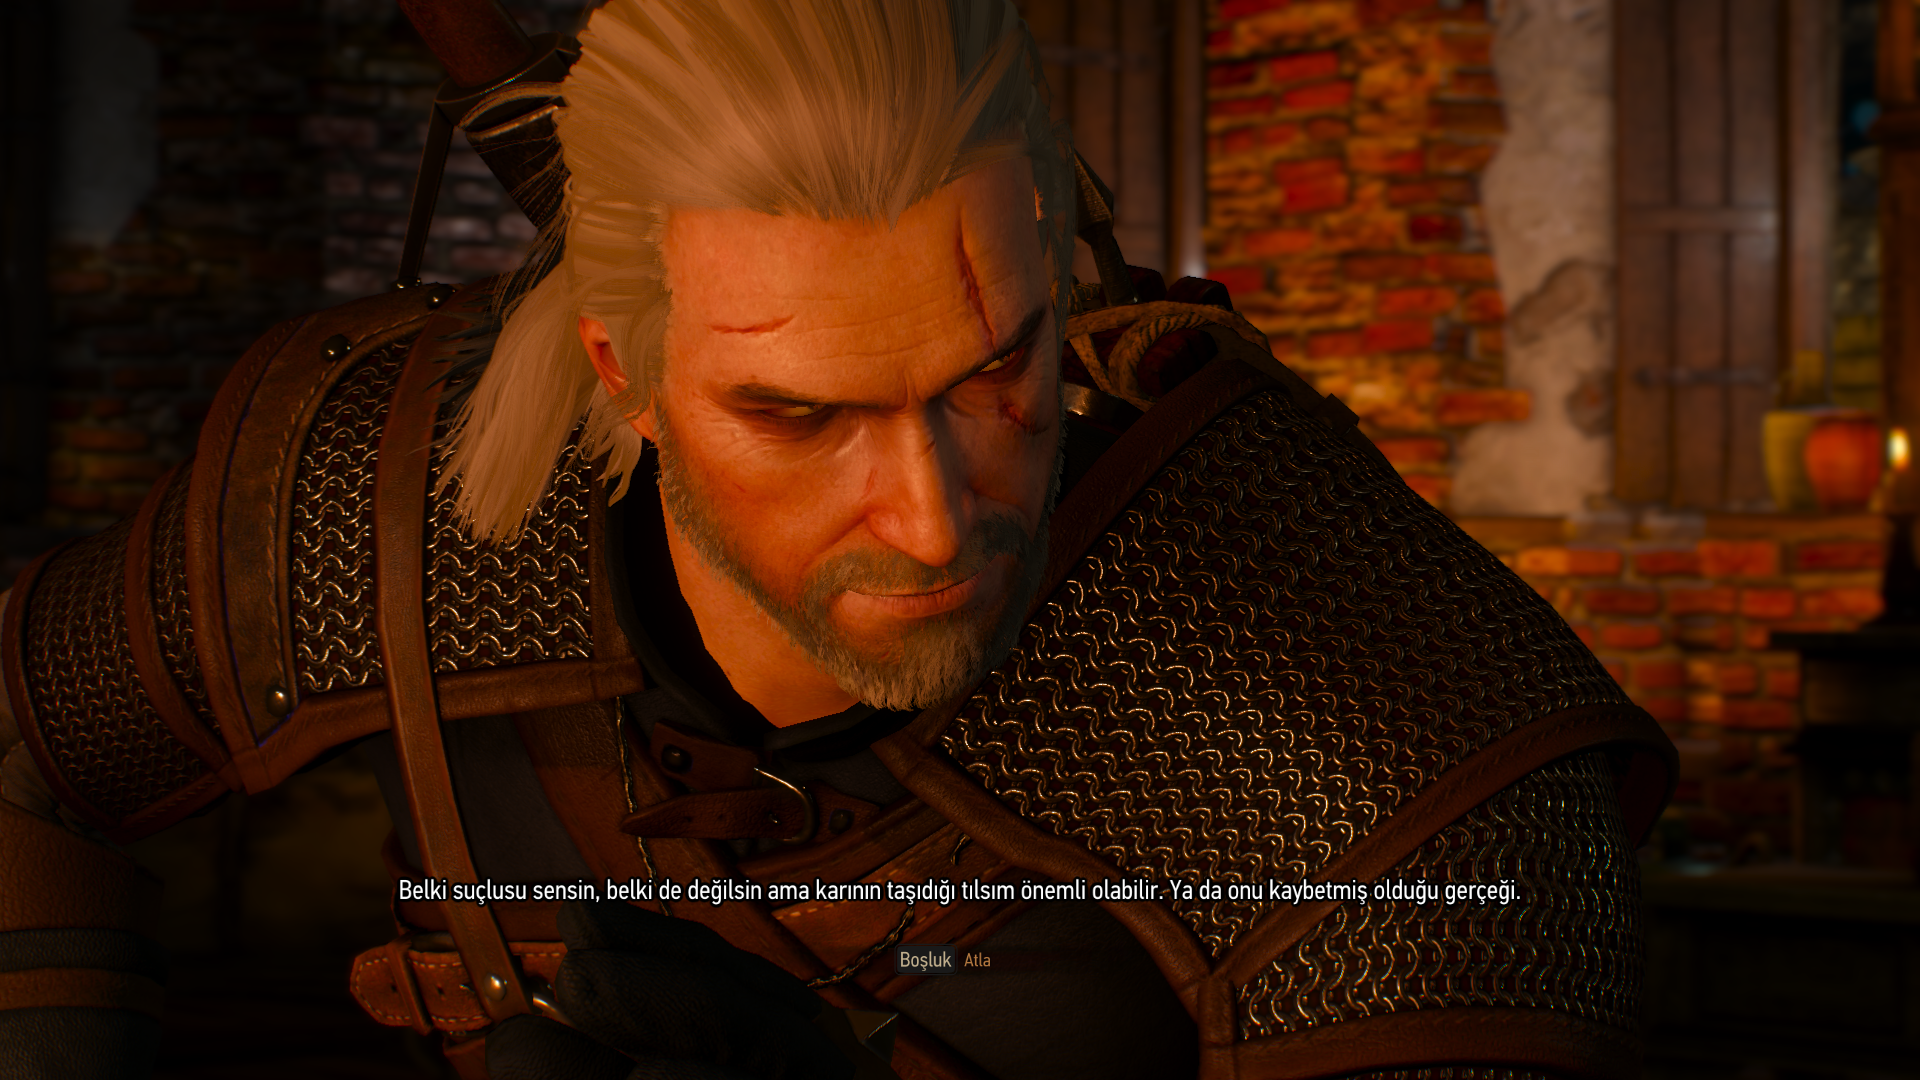 Belki suçlusu sensin, belki de değilsin ama karının taşıdığı tılsım önemli olabilir. Ya da onu kaybetmiş olduğu gerçeği.
Boşluk Atla